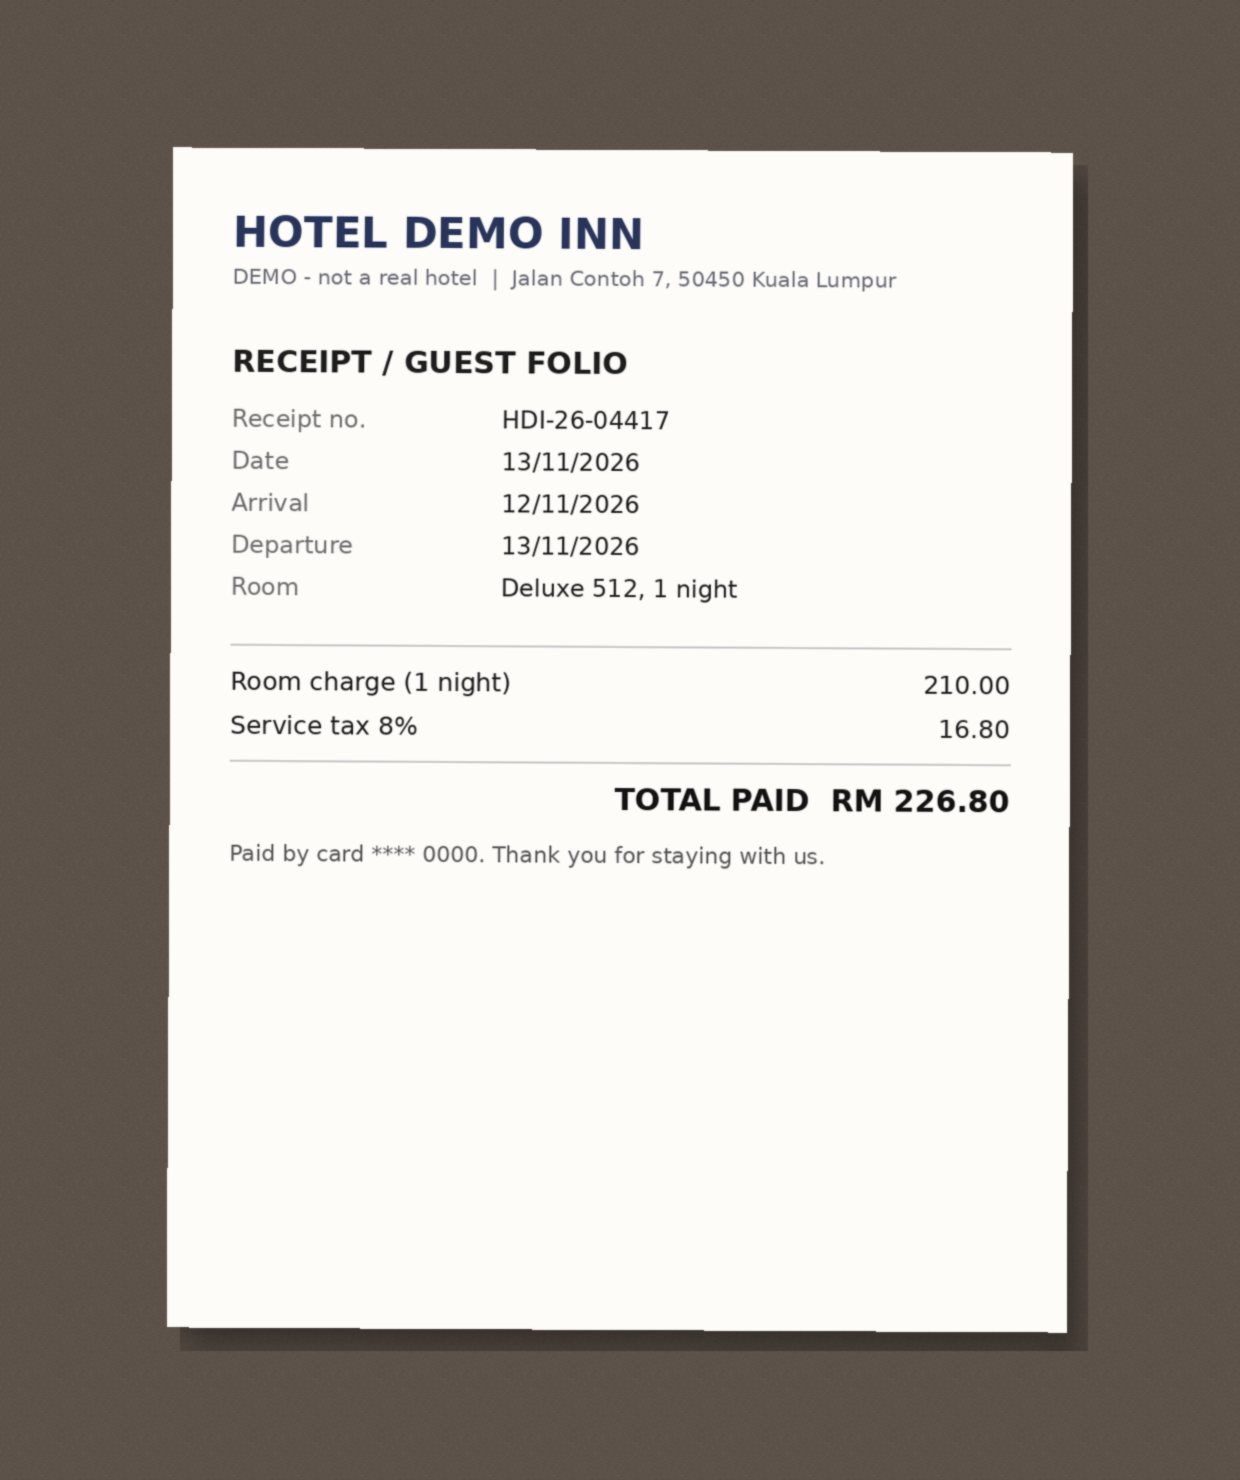 HOTEL DEMO INN
DEMO - not a real hotel | Jalan Contoh 7, 50450 Kuala Lumpur
RECEIPT / GUEST FOLIO
Receipt no. HDI-26-04417
Date 13/11/2026
Arrival 12/11/2026
Departure 13/11/2026
Room Deluxe 512, 1 night
Room charge (1 night) 210.00
Service tax 8% 16.80
TOTAL PAID RM 226.80
Paid by card **** 0000. Thank you for staying with us.